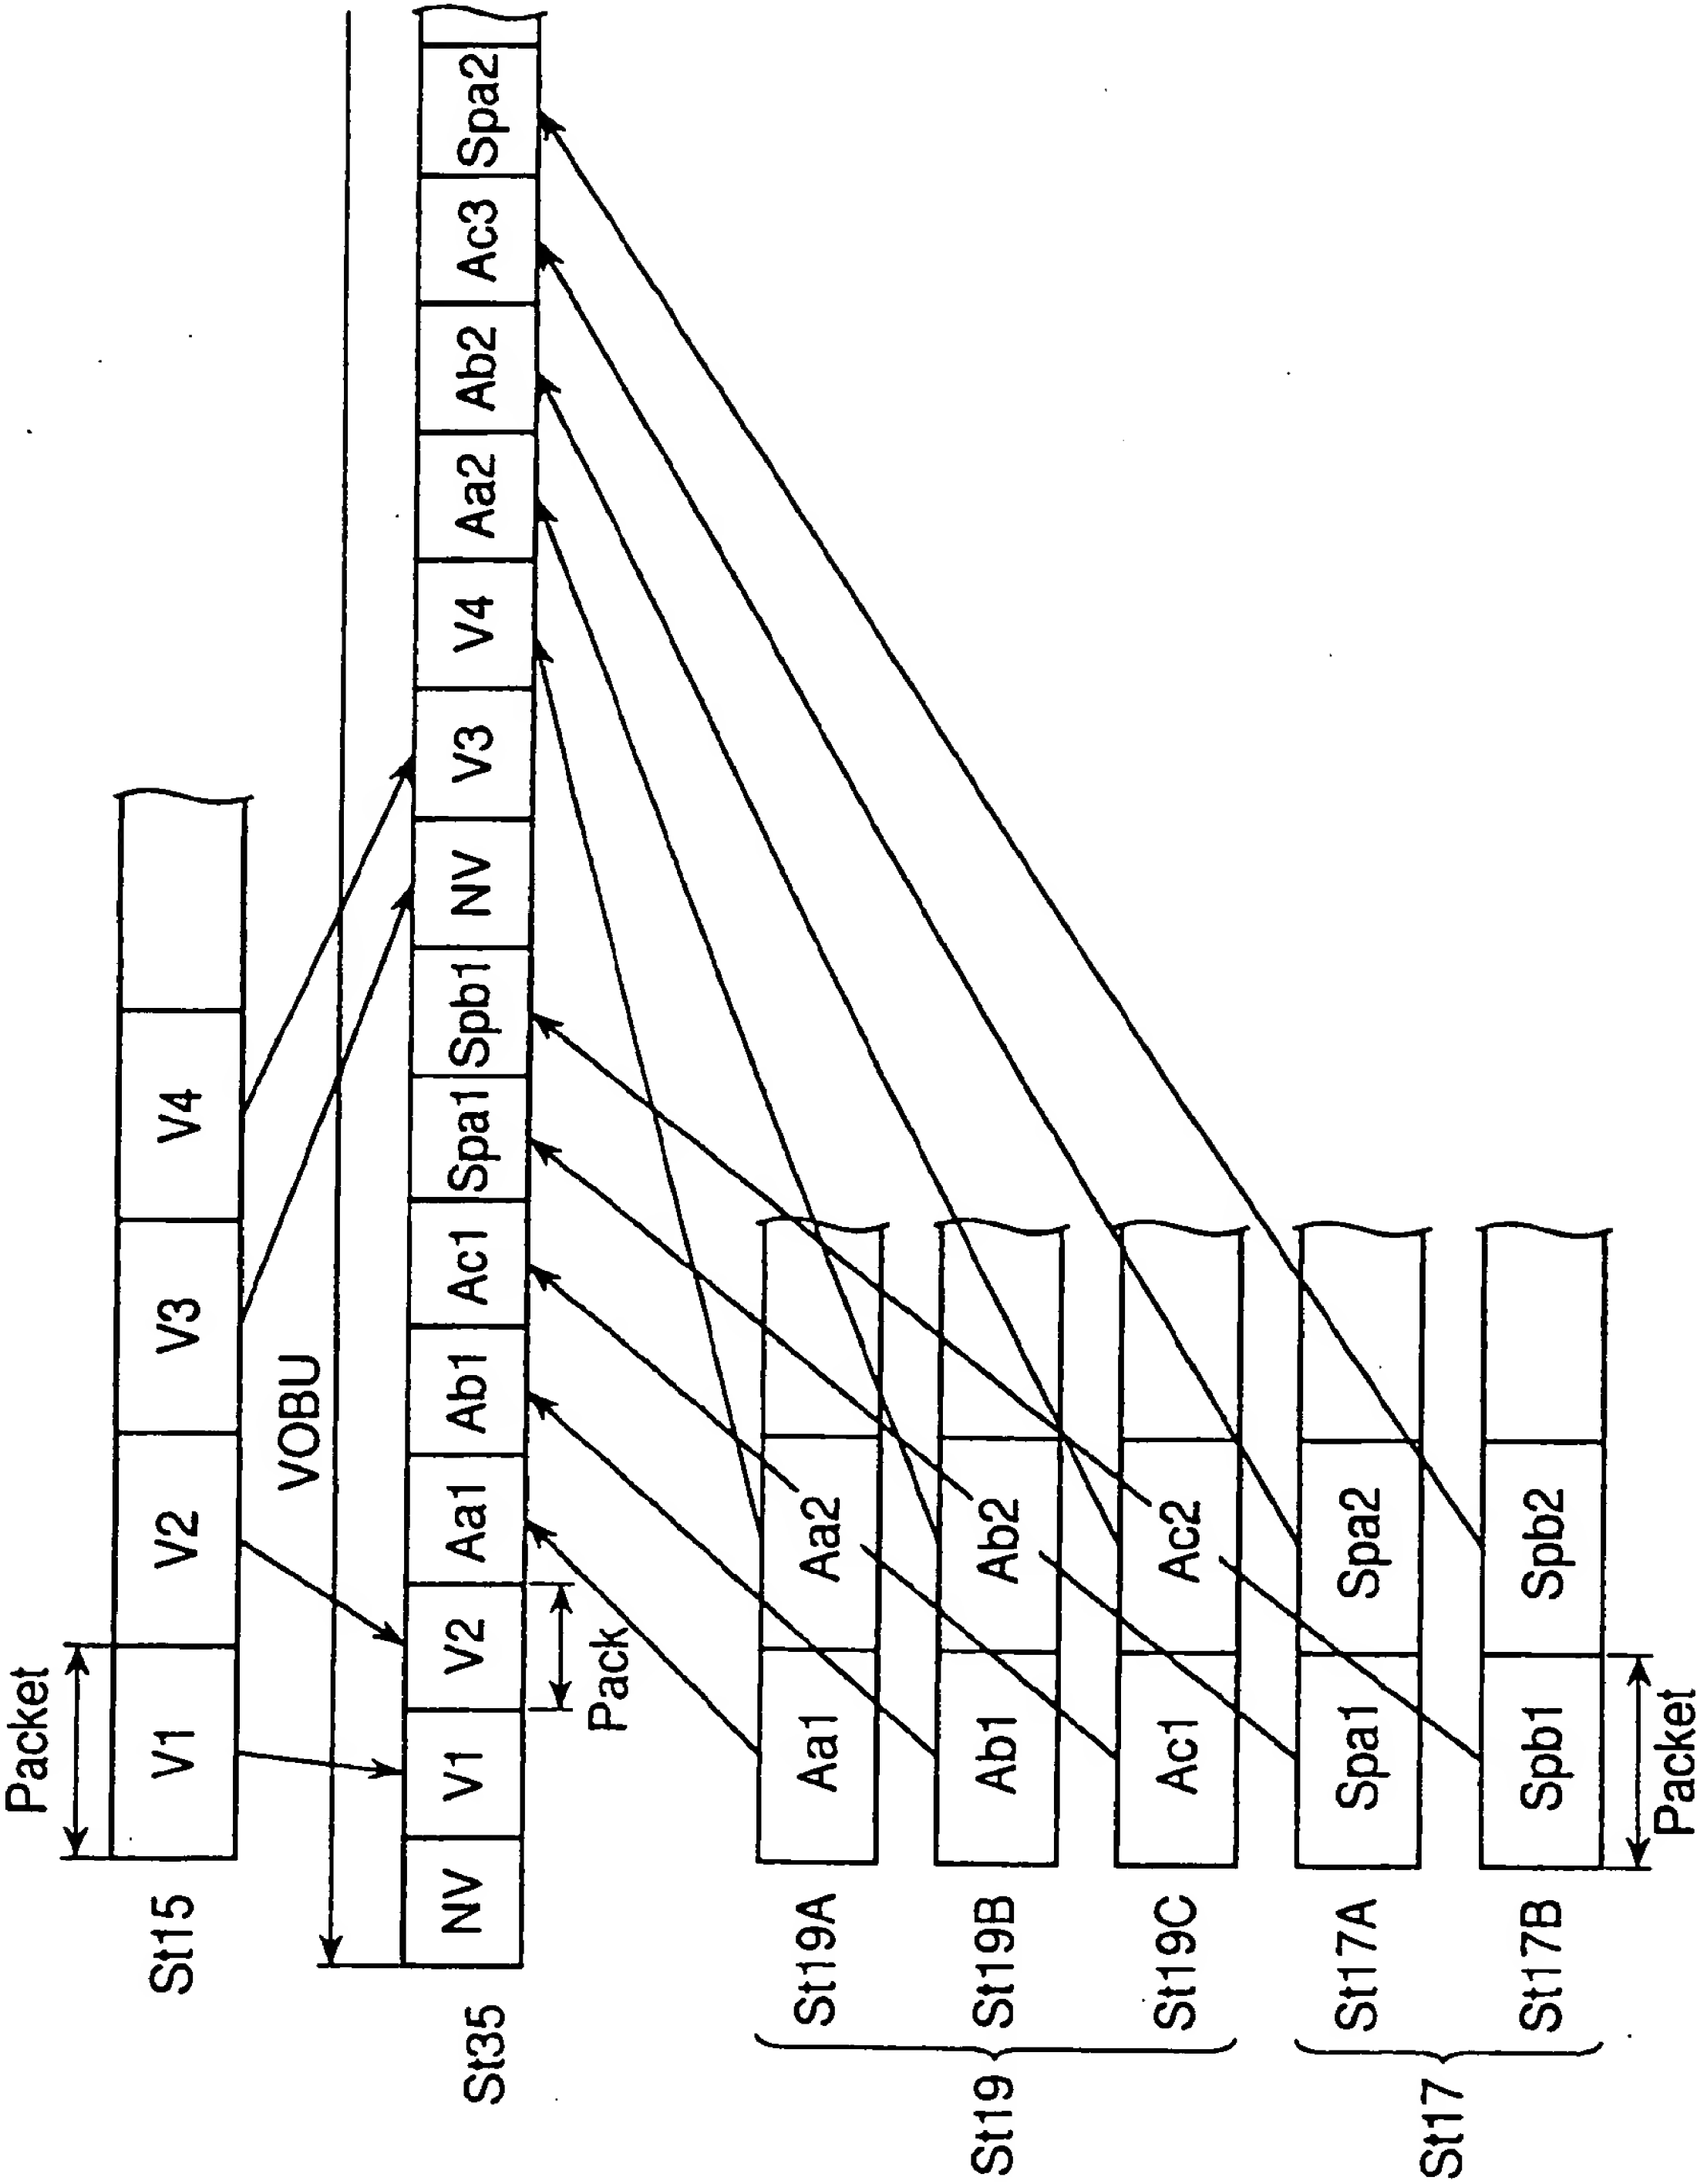 Packet
St15
V1
V2
V3
V4
VOBU
St35
NV
V1
V2
Aa1
Ab1
Ac1
Spa1
Spb1
NV
V3
V4
Aa2
Ab2
Ac3
Spa2
Pack
St19
St19A
Aa1
Aa2
St19B
Ab1
Ab2
St19C
Ac1
Ac2
St17
St17A
Spa1
Spa2
St17B
Spb1
Spb2
Packet